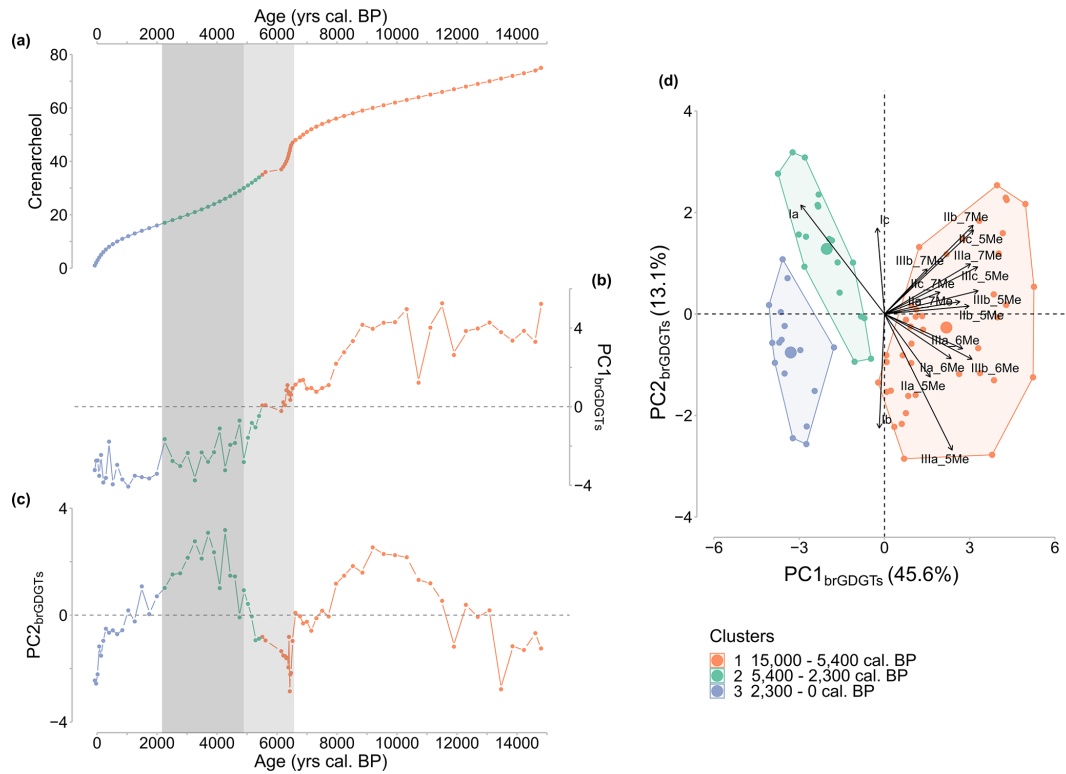 Age (yrs cal. BP)
0 2000 4000 6000 8000 10000 12000 14000
(a)
80
60
40
20
0
Crenarcheol
(b)
4
0
−4
PC1brGDGTs
(c)
4
0
−4
PC2brGDGTs
0 2000 4000 6000 8000 10000 12000 14000
Age (yrs cal. BP)
(d)
4
2
0
−2
−4
PC2brGDGTs (13.1%)
Ia
Ic
IIb_7Me
IIc_5Me
IIIa_7Me
IIIb_7Me
IIIc_5Me
IIc_7Me
IIa_7Me
IIIb_5Me
IIb_5Me
IIIa_6Me
IIa_6Me
IIIb_6Me
IIa_5Me
Ib
IIIa_5Me
−6 −3 0 3 6
PC1brGDGTs (45.6%)
Clusters
1 15,000 - 5,400 cal. BP
2 5,400 - 2,300 cal. BP
3 2,300 - 0 cal. BP